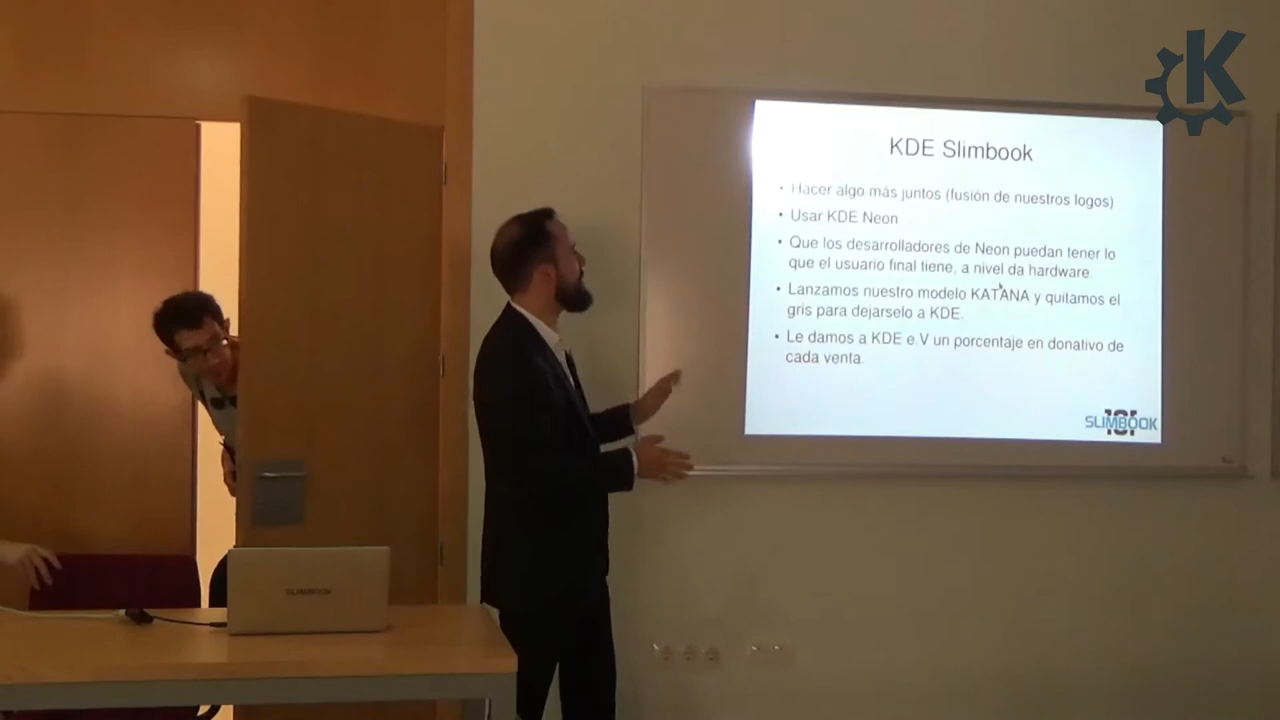 KDE Slimbook
• Hacer algo más juntos (fusión de nuestros logos)
• Usar KDE Neon
• Que los desarrolladores de Neon puedan tener lo
que el usuario final tiene, a nivel da hardware.
• Lanzamos nuestro modelo KATANA y quitamos el
gris para dejarselo a KDE.
• Le damos a KDE e.V un porcentaje en donativo de
cada venta.
SLIMBOOK
SLIMBOOK
K